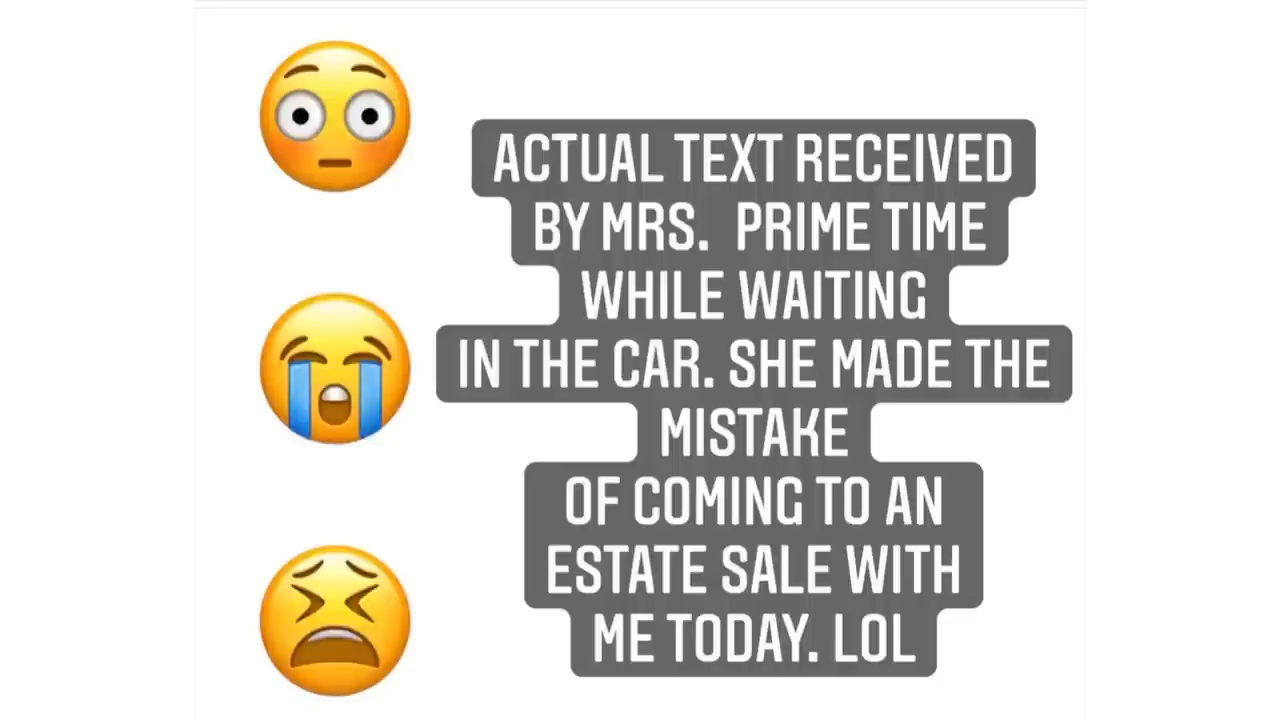 ACTUAL TEXT RECEIVED
BY MRS. PRIME TIME
WHILE WAITING
IN THE CAR. SHE MADE THE
MISTAKE
OF COMING TO AN
ESTATE SALE WITH
ME TODAY. LOL